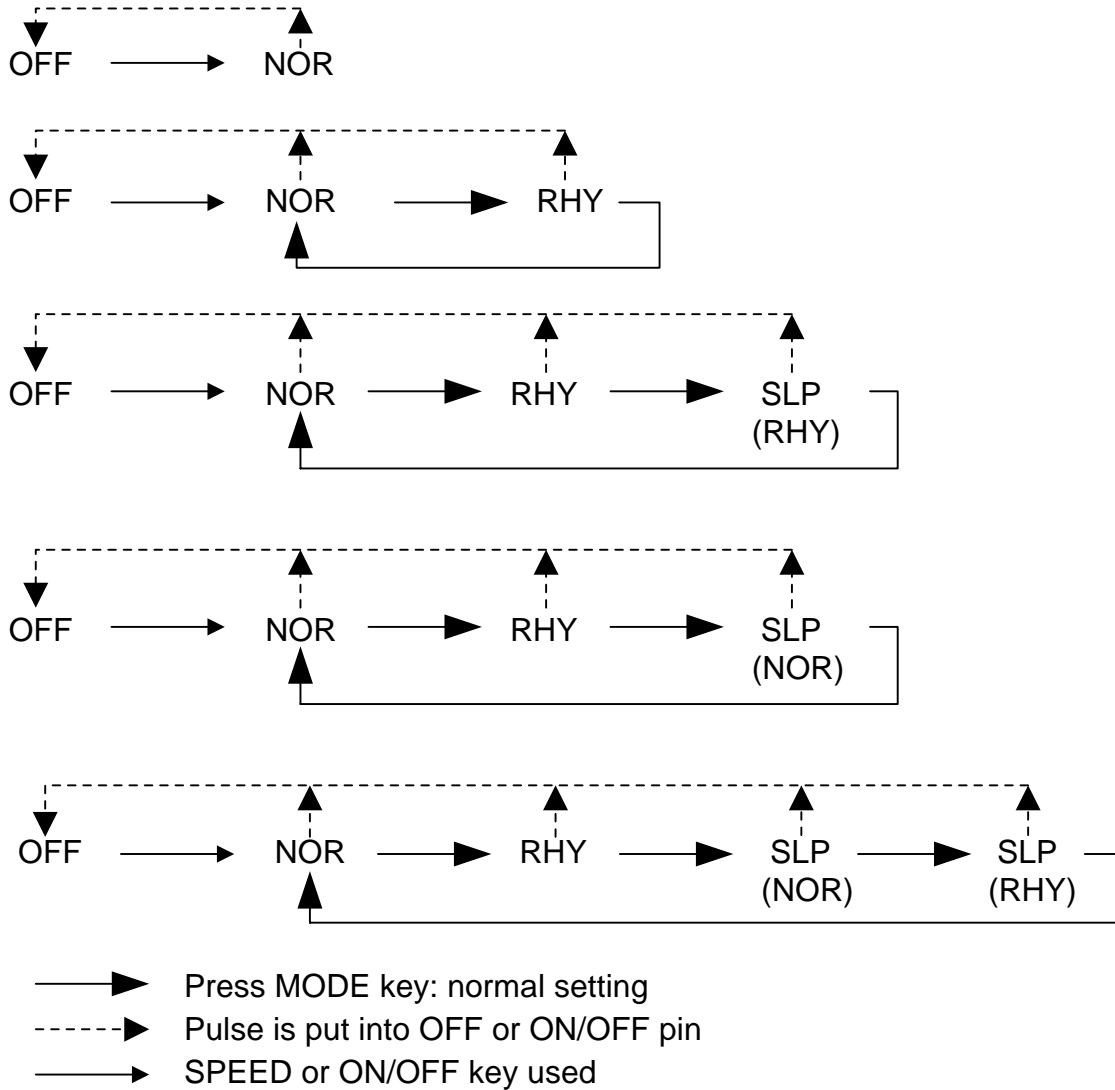 OFF NOR
OFF NOR RHY
OFF NOR RHY SLP
(RHY)
OFF NOR RHY SLP
(NOR)
OFF NOR RHY SLP SLP
(NOR) (RHY)
Press MODE key: normal setting
Pulse is put into OFF or ON/OFF pin
SPEED or ON/OFF key used